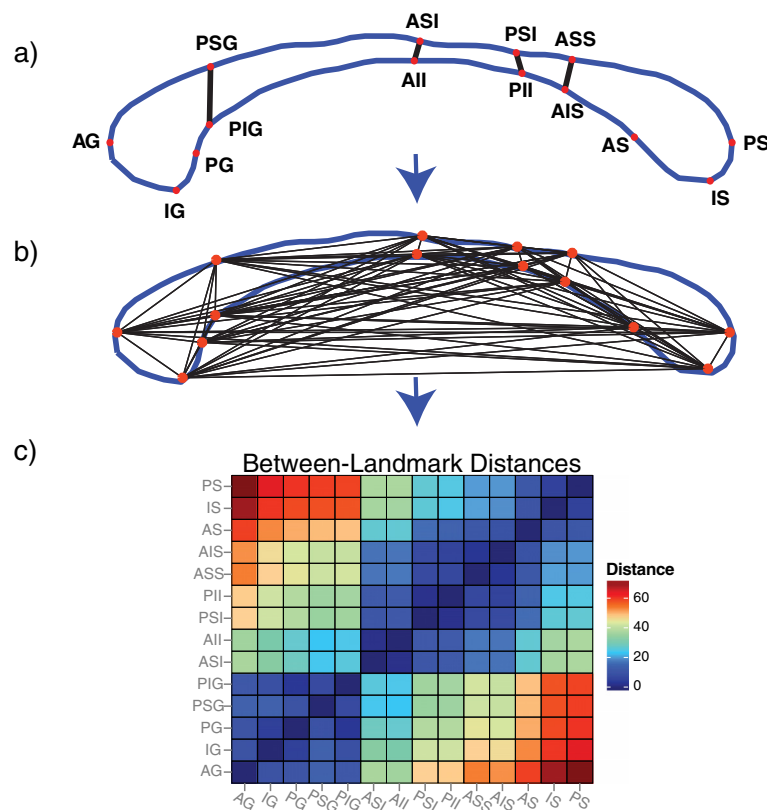 a)
ASI
PSI
ASS
PSG
AII
PII
AIS
AG
PIG
PG
AS
PS
IG
IS
b)
c)
Between-Landmark Distances
PS
IS
AS
AIS
ASS
PII
PSI
AII
ASI
PIG
PSG
PG
IG
AG
Distance
60
40
20
0
AG IG PG PSG PIG ASI AII PSI PII ASS AIS AS IS PS